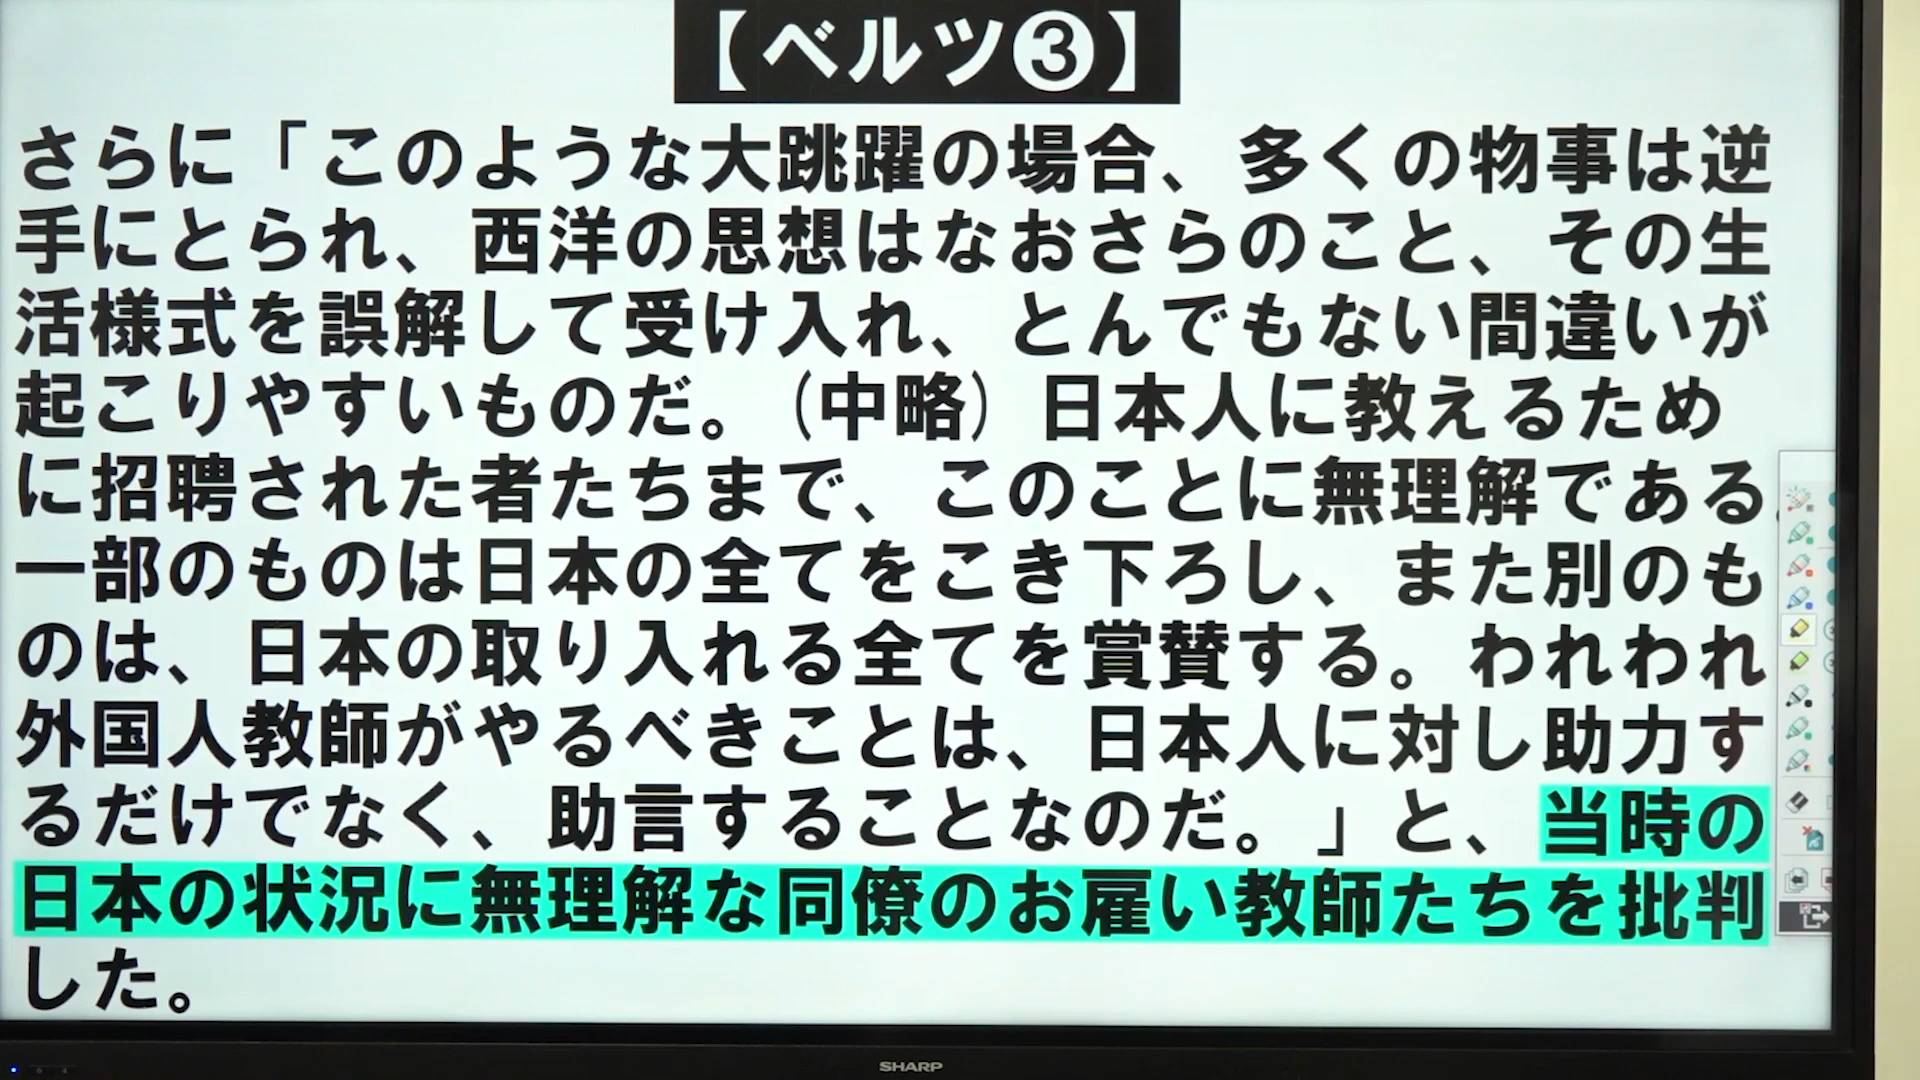 【ベルツ③】
さらに「このような大跳躍の場合、多くの物事は逆
手にとられ、西洋の思想はなおさらのこと、その生
活様式を誤解して受け入れ、とんでもない間違いが
起こりやすいものだ。（中略）日本人に教えるため
に招聘された者たちまで、このことに無理解である。
一部のものは日本の全てをこき下ろし、また別のも
のは、日本の取り入れる全てを賞賛する。われわれ
外国人教師がやるべきことは、日本人に対し助力す
るだけでなく、助言することなのだ。」と、当時の
日本の状況に無理解な同僚のお雇い教師たちを批判
した。
SHARP